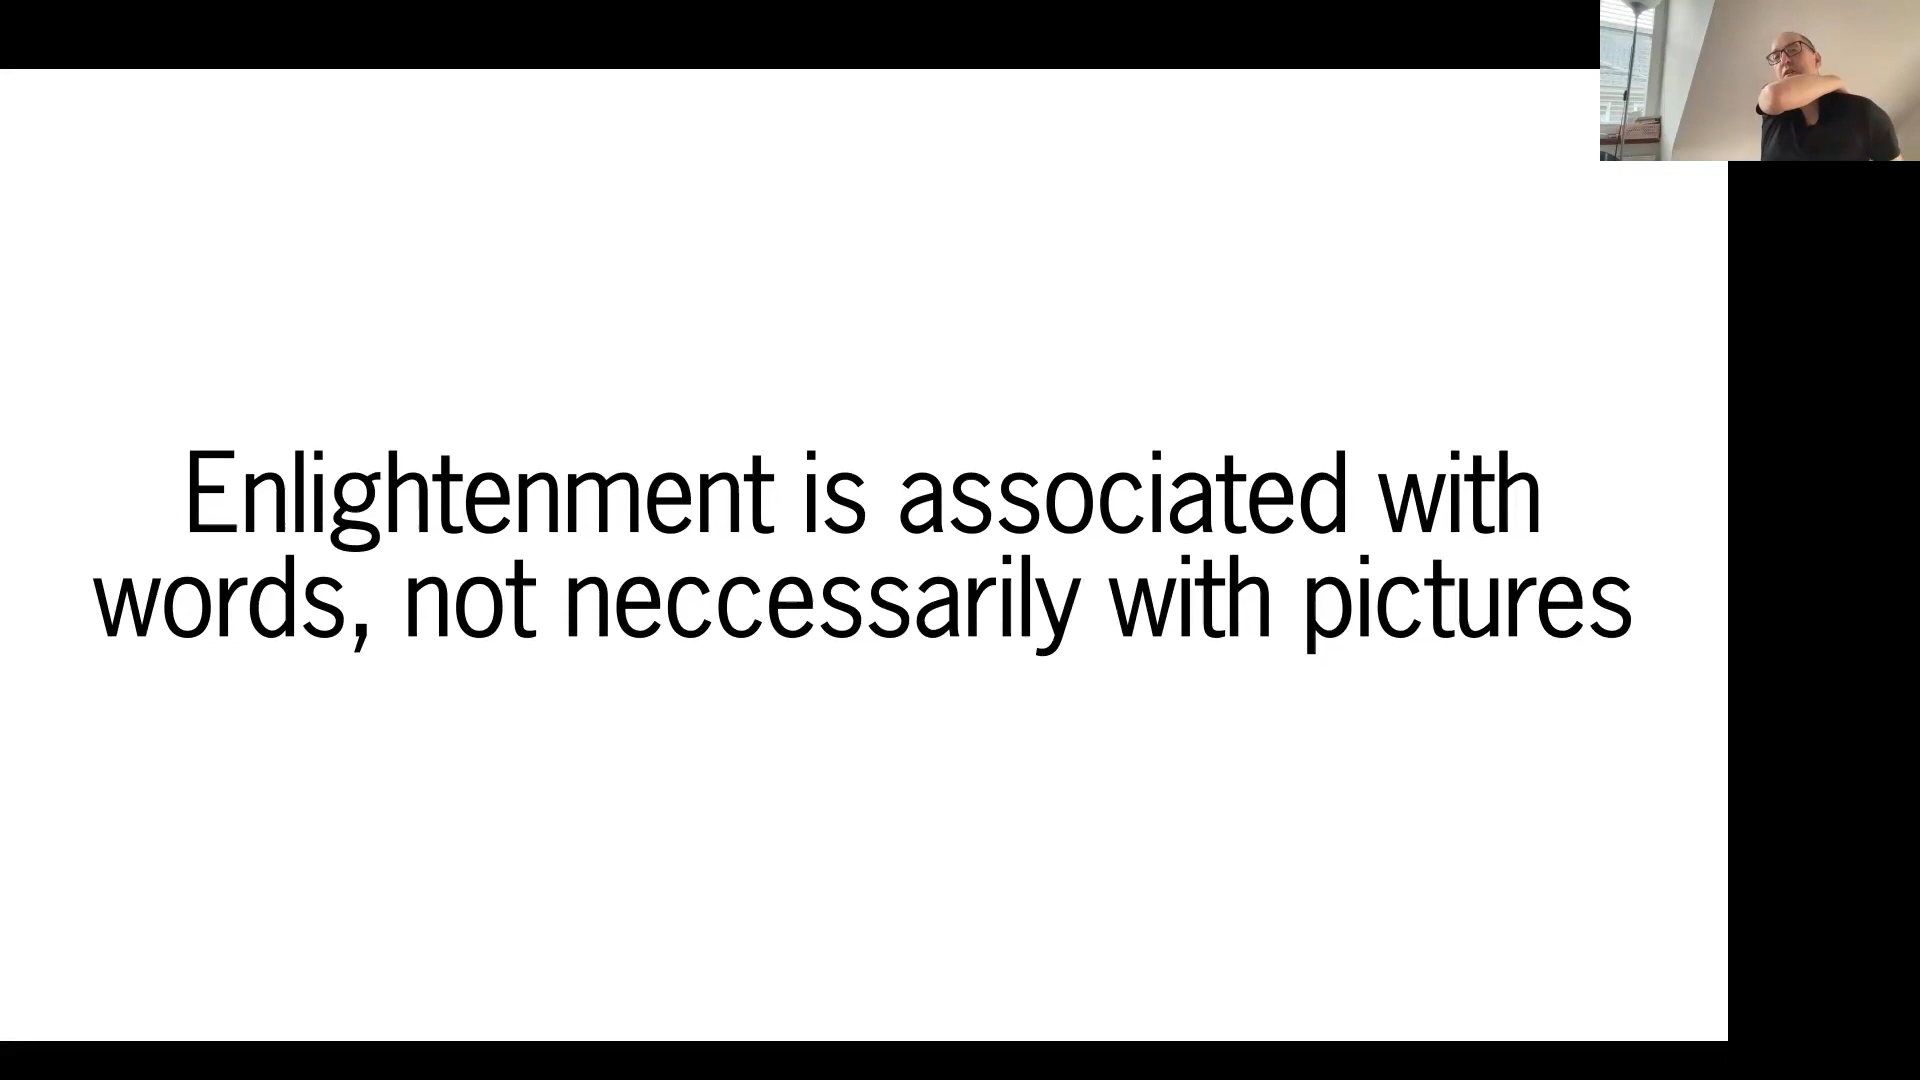 Enlightenment is associated with
words, not neccessarily with pictures